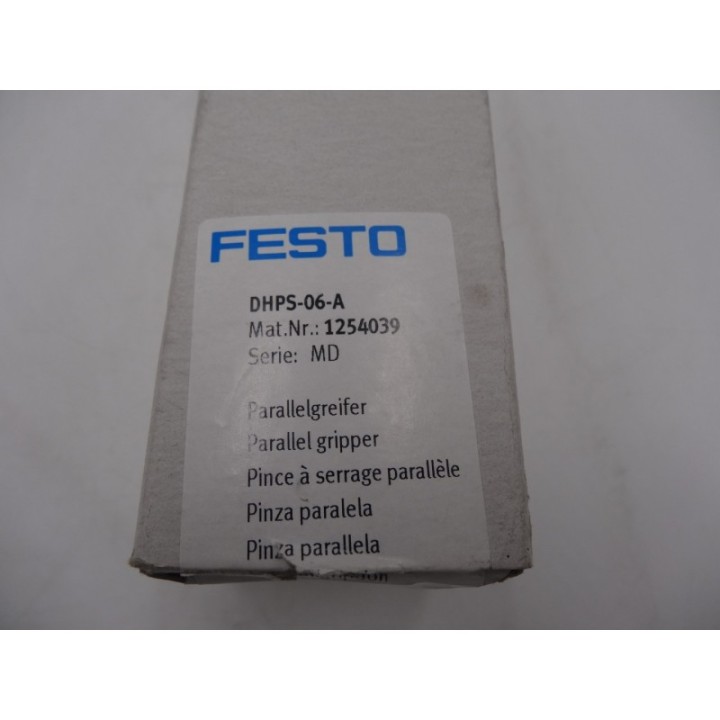 FESTO
DHPS-06-A
Mat.Nr.: 1254039
Serie: MD
Parallelgreifer
Parallel gripper
Pince à serrage parallèle
Pinza paralela
Pinza parallela